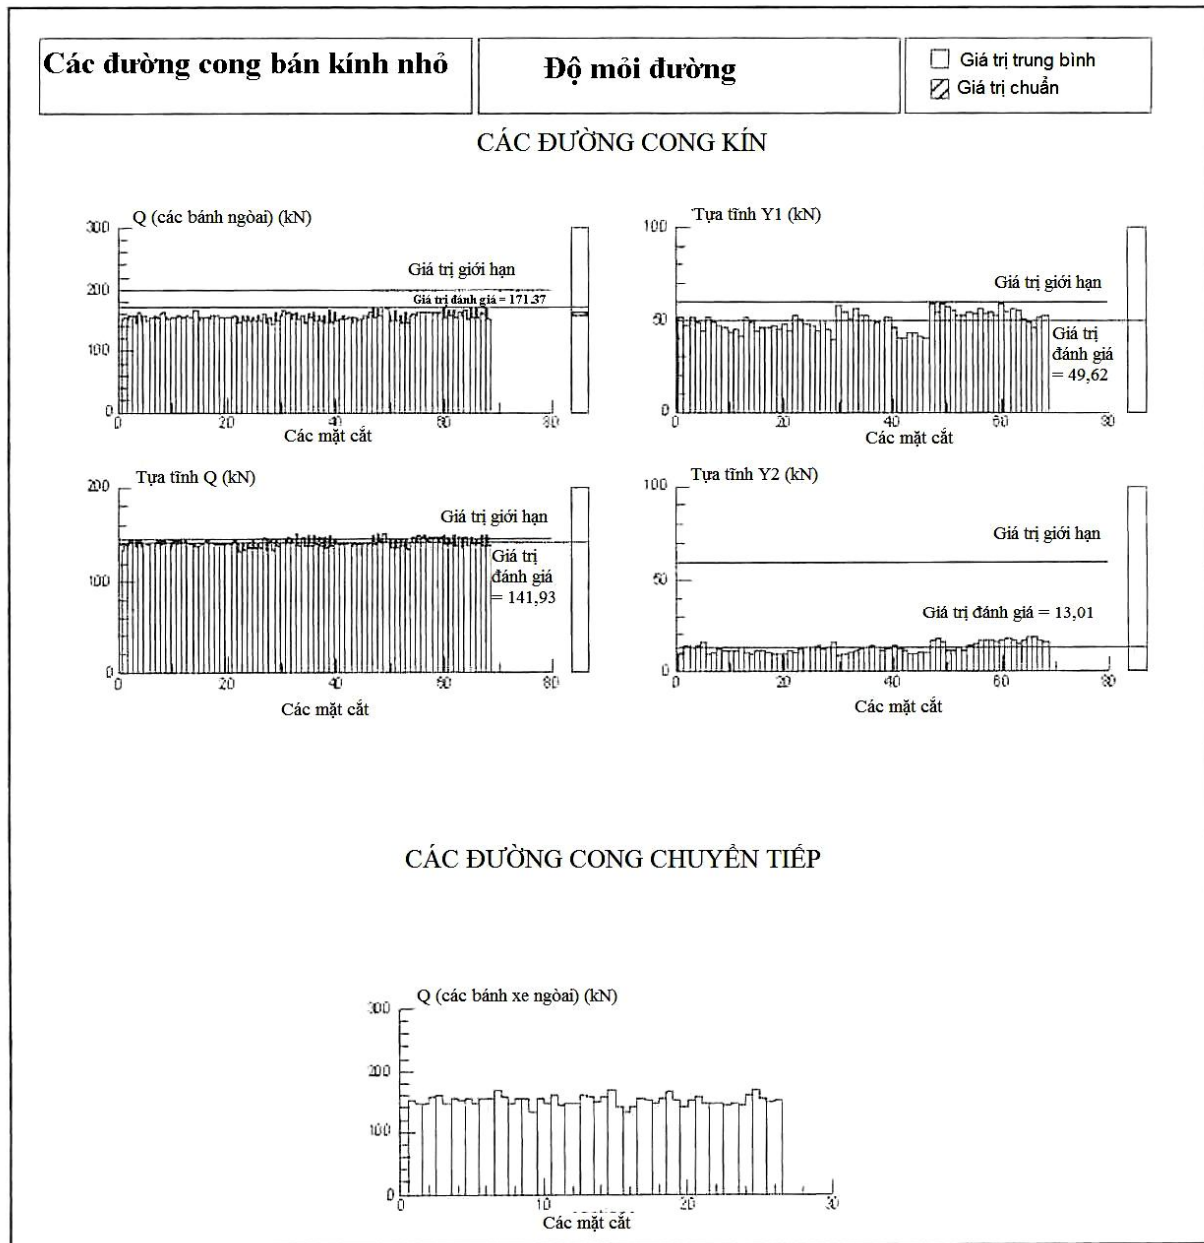 Các đường cong bán kính nhỏ
Độ mỏi đường
Giá trị trung bình
Giá trị chuẩn
CÁC ĐƯỜNG CONG KÍN
Q (các bánh ngòai) (kN)
300
200
100
0
Giá trị giới hạn
Giá trị đánh giá = 171.37
0 20 40 60 80
Các mặt cắt
Tựa tĩnh Y1 (kN)
100
50
0
Giá trị giới hạn
Giá trị
đánh giá
= 49,62
0 20 40 60 80
Các mặt cắt
Tựa tĩnh Q (kN)
200
100
0
Giá trị giới hạn
Giá trị
đánh giá
= 141,93
0 20 40 60 80
Các mặt cắt
Tựa tĩnh Y2 (kN)
100
50
0
Giá trị giới hạn
Giá trị đánh giá = 13,01
0 20 40 60 80
Các mặt cắt
CÁC ĐƯỜNG CONG CHUYỂN TIẾP
Q (các bánh xe ngòai) (kN)
300
200
100
0
0 10 20 30
Các mặt cắt